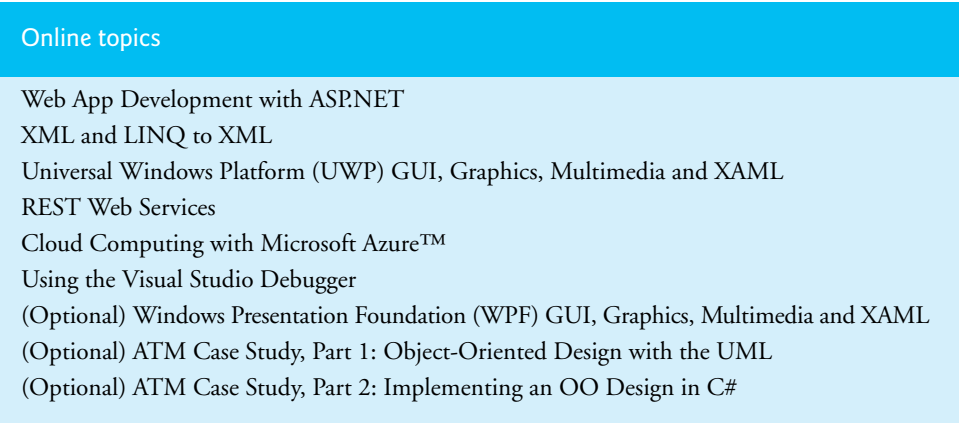 Online topics
Web App Development with ASP.NET
XML and LINQ to XML
Universal Windows Platform (UWP) GUI, Graphics, Multimedia and XAML
REST Web Services
Cloud Computing with Microsoft Azure™
Using the Visual Studio Debugger
(Optional) Windows Presentation Foundation (WPF) GUI, Graphics, Multimedia and XAML
(Optional) ATM Case Study, Part 1: Object-Oriented Design with the UML
(Optional) ATM Case Study, Part 2: Implementing an OO Design in C#